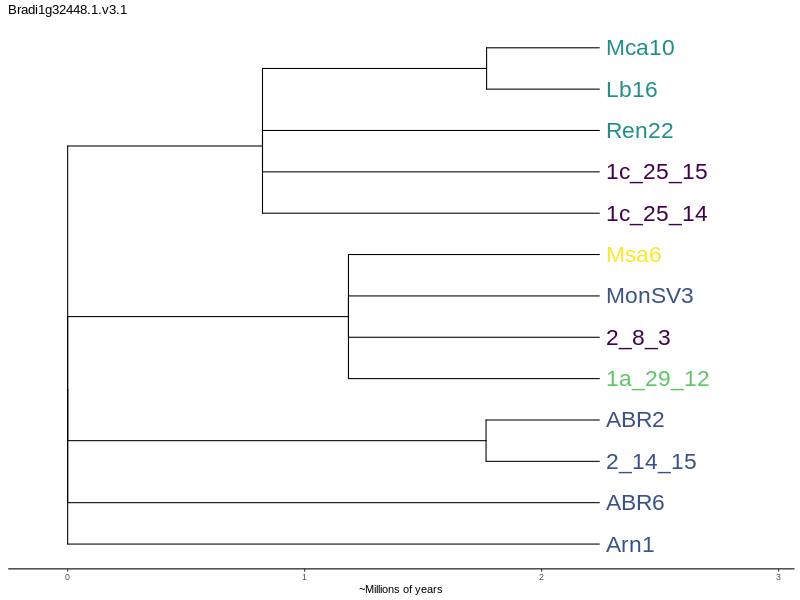 Bradi1g32448.1.v3.1
Mca10
Lb16
Ren22
1c_25_15
1c_25_14
Msa6
MonSV3
2_8_3
1a_29_12
ABR2
2_14_15
ABR6
Arn1
0 1 2 3
~Millions of years